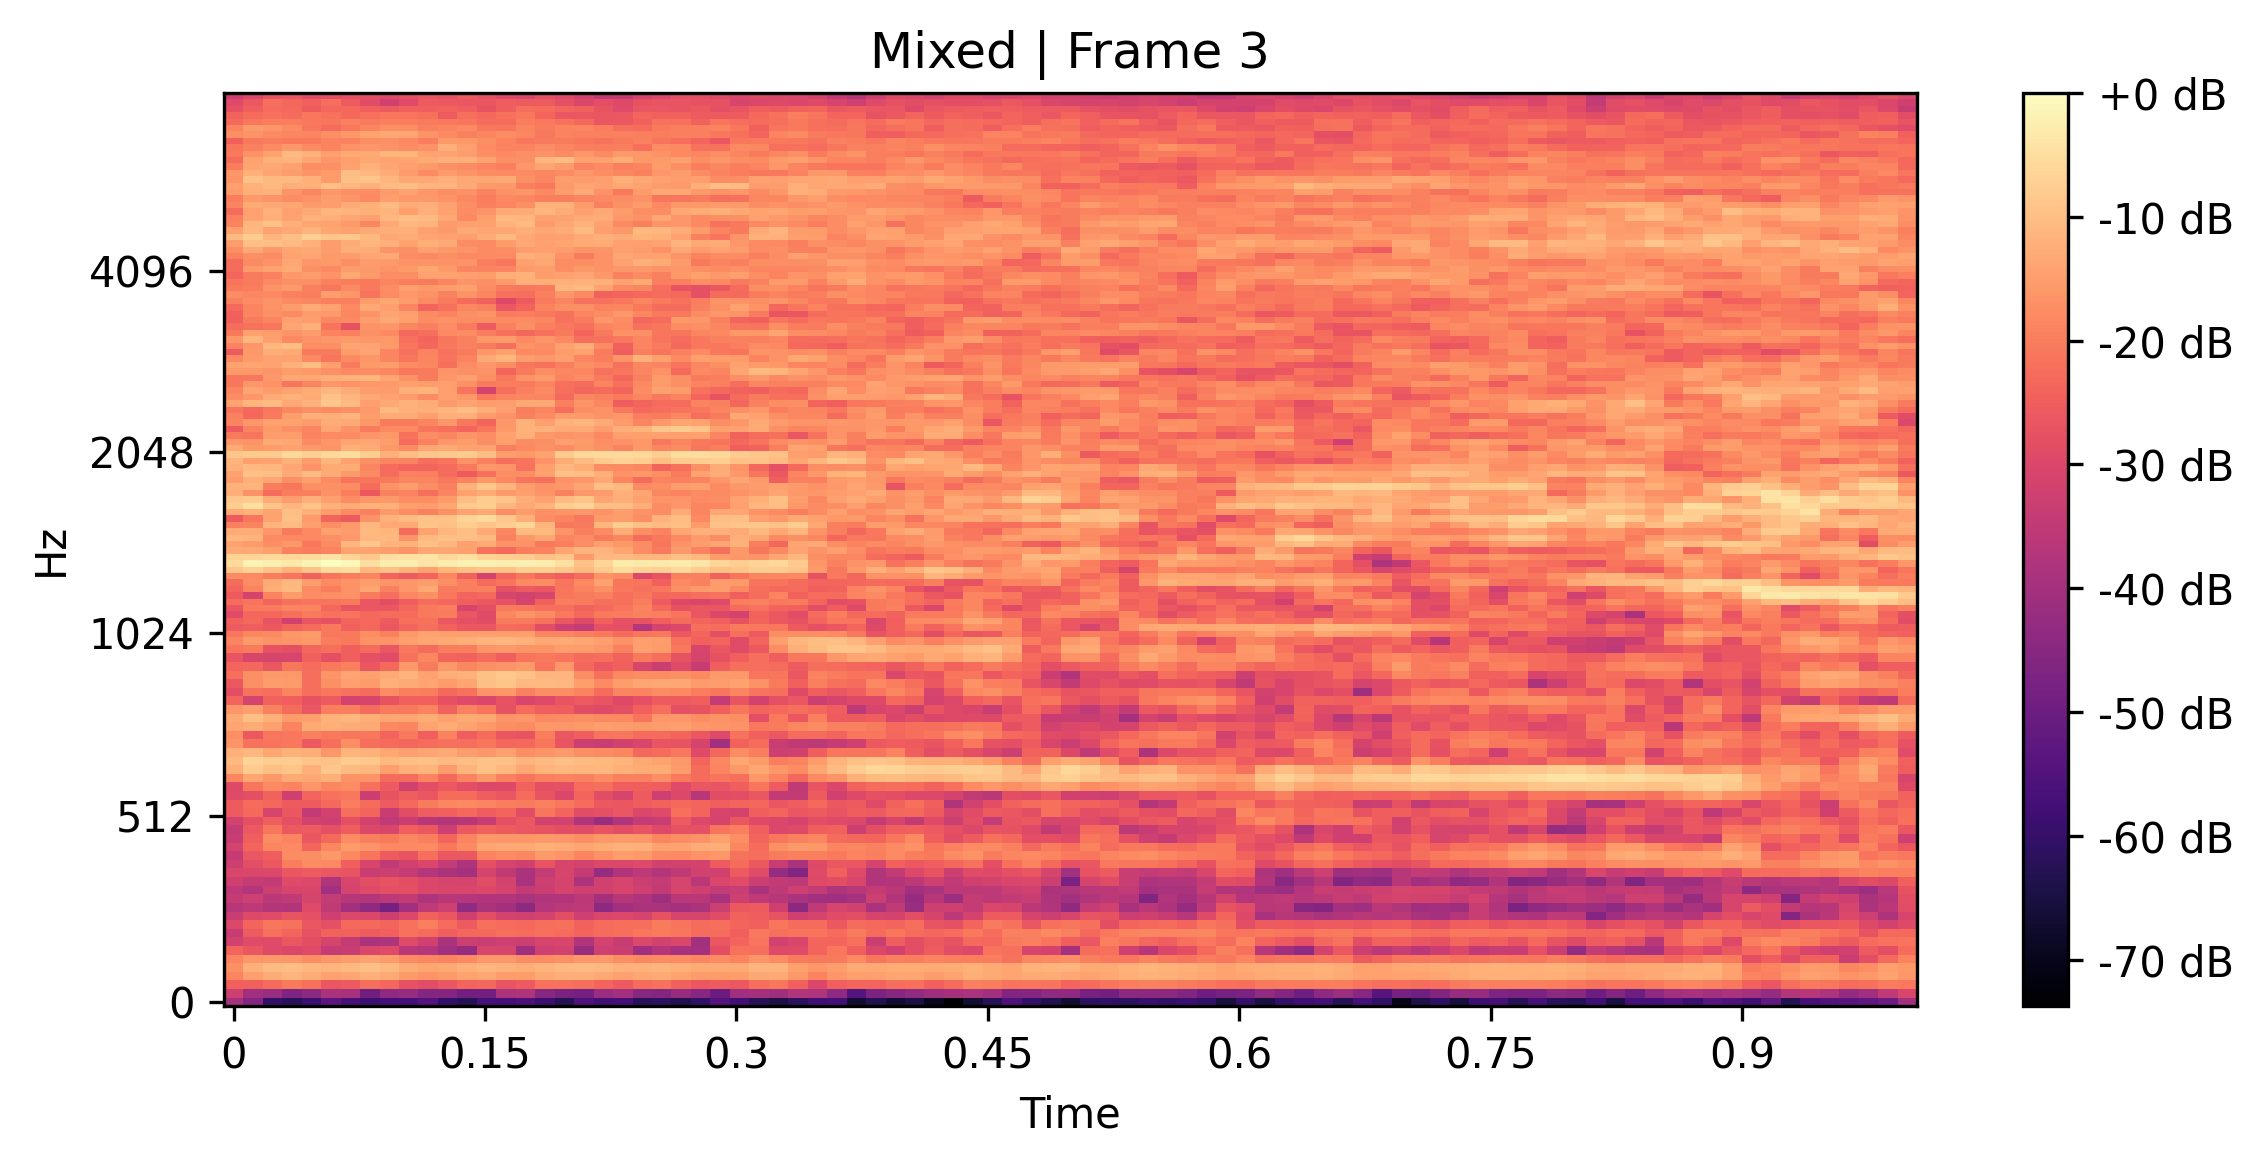 Mixed | Frame 3
+0 dB
-10 dB
-20 dB
-30 dB
-40 dB
-50 dB
-60 dB
-70 dB
4096
2048
1024
512
0
Hz
0 0.15 0.3 0.45 0.6 0.75 0.9
Time